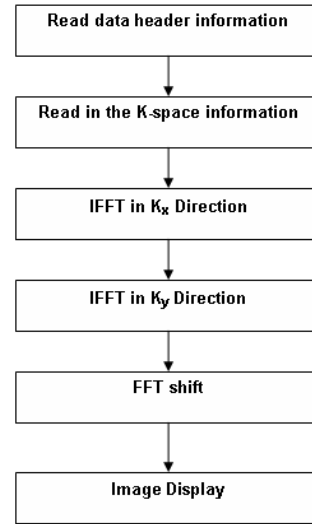 Read data header information
Read in the K-space information
IFFT in Kx Direction
IFFT in Ky Direction
FFT shift
Image Display